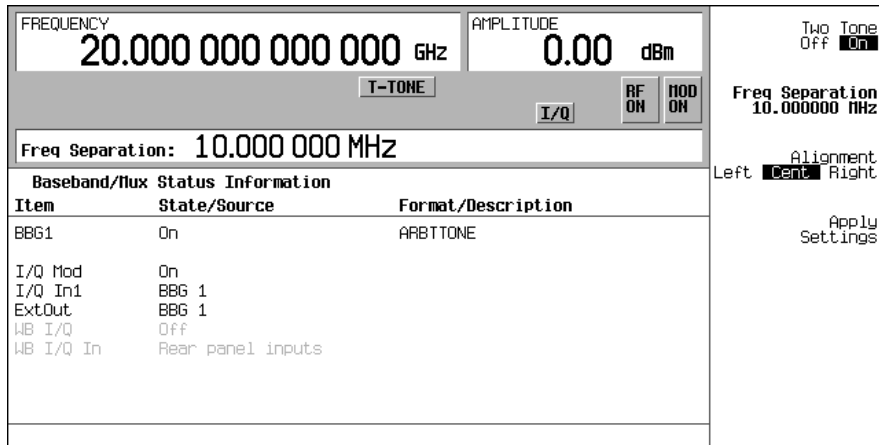 FREQUENCY
20.000 000 000 000 GHz
AMPLITUDE
0.00 dBm
T-TONE
I/Q
RF ON
MOD ON
Freq Separation: 10.000 000 MHz
Baseband/Mux Status Information
Item State/Source Format/Description
BBG1 On ARBTTONE
I/Q Mod On
I/Q In1 BBG 1
ExtOut BBG 1
WB I/Q Off
WB I/Q In Rear panel inputs
Two Tone
Off On
Freq Separation
10.000000 MHz
Alignment
Left Cent Right
Apply
Settings